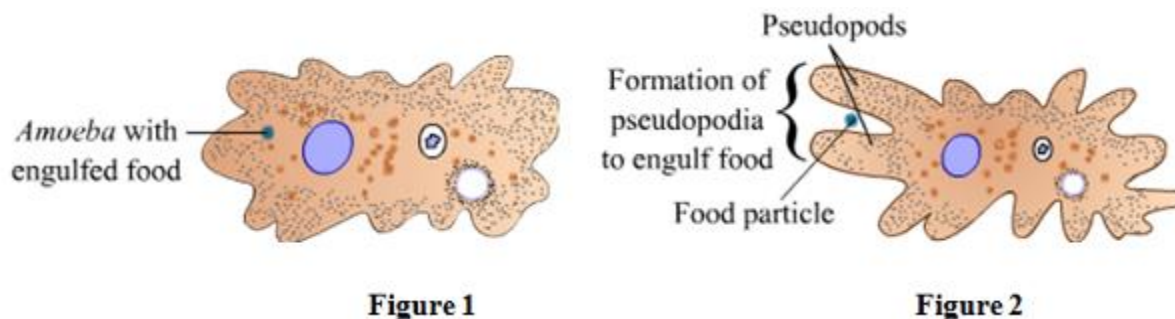 Amoeba with
engulfed food
Figure 1
Pseudopods
Formation of
pseudopodia
to engulf food
Food particle
Figure 2